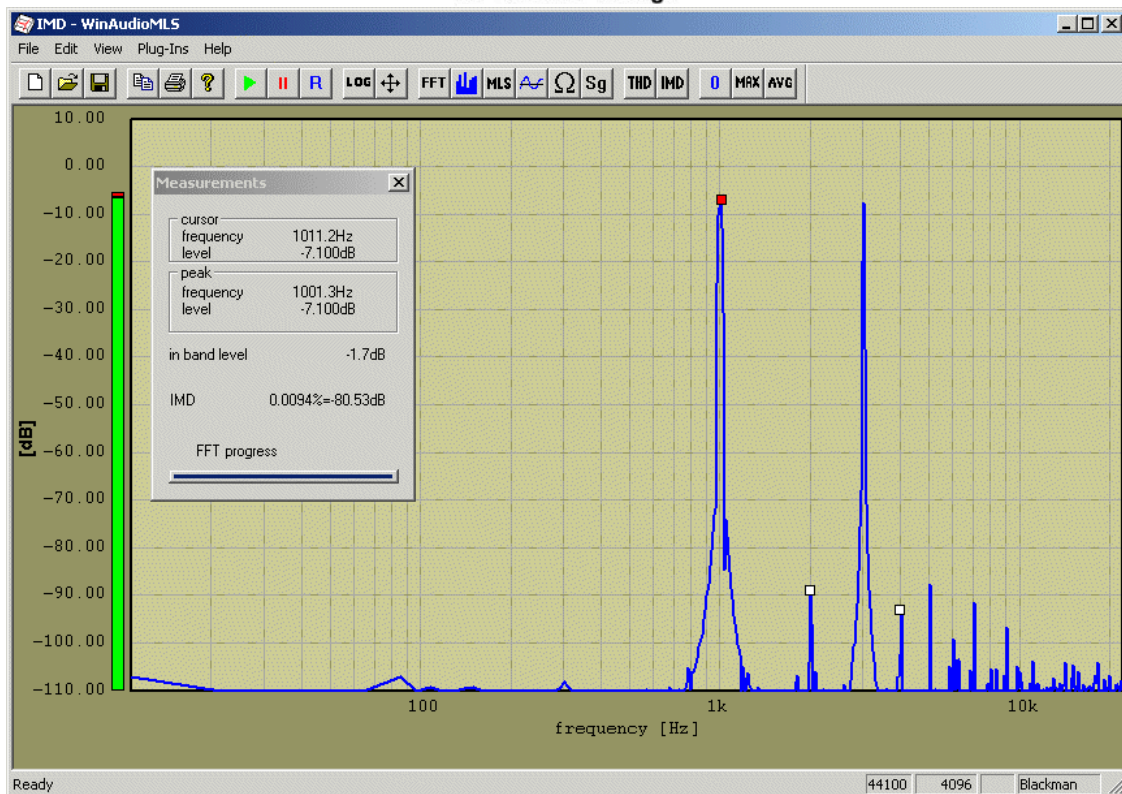 IMD - WinAudioMLS
File Edit View Plug-Ins Help
R LOG FFT MLS Ω Sg THD IMD 0 MAX AVG
10.00
0.00
-10.00
-20.00
-30.00
-40.00
-50.00
-60.00
-70.00
-80.00
-90.00
-100.00
-110.00
[dB]
Measurements
cursor
frequency 1011.2Hz
level -7.100dB
peak
frequency 1001.3Hz
level -7.100dB
in band level -1.7dB
IMD 0.0094%=-80.53dB
FFT progress
100 1k 10k
frequency [Hz]
Ready 44100 4096 Blackman